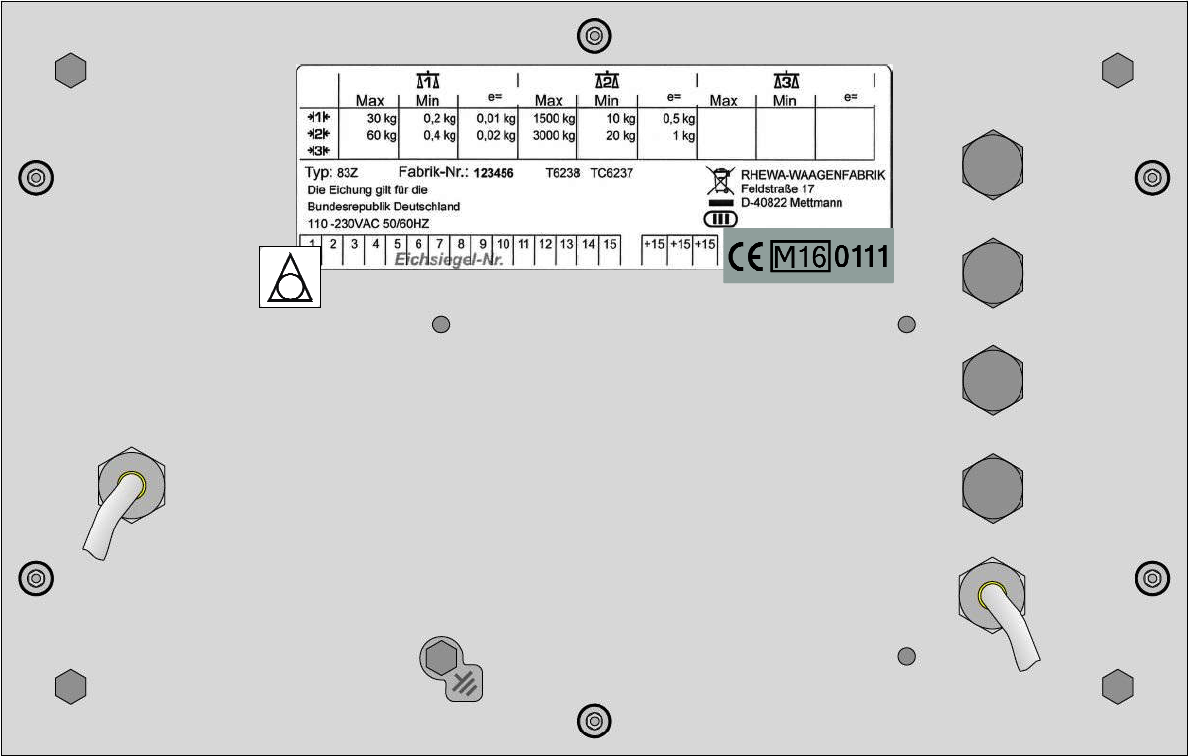 1 2 3
Max Min e= Max Min e= Max Min e=
1 30 kg 0,2 kg 0,01 kg 1500 kg 10 kg 0,5 kg
2 60 kg 0,4 kg 0,02 kg 3000 kg 20 kg 1 kg
3
Typ: 83Z Fabrik-Nr.: 123456 T6238 TC6237
RHEWA-WAAGENFABRIK
Feldstraße 17
D-40822 Mettmann
Die Eichung gilt für die
Bundesrepublik Deutschland
110 -230VAC 50/60HZ
III
1 2 3 4 5 6 7 8 9 10 11 12 13 14 15 +15 +15 +15
Eichsiegel-Nr.
CE M16 0111